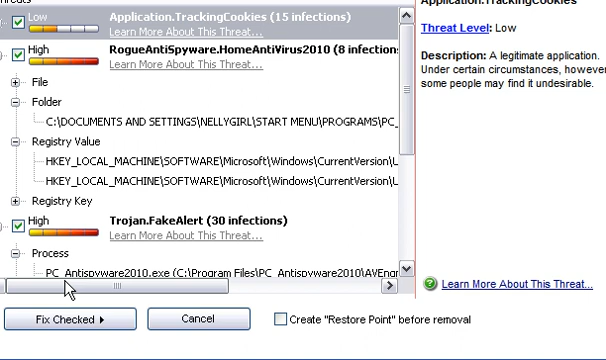 Low
Application.TrackingCookies (15 infections)
Learn More About This Threat...
High
RogueAntiSpyware.HomeAntiVirus2010 (8 infection
Learn More About This Threat...
File
Folder
C:\DOCUMENTS AND SETTINGS\NELLYGIRL\START MENU\PROGRAMS\PC_
Registry Value
HKEY_LOCAL_MACHINE\SOFTWARE\Microsoft\Windows\CurrentVersion\U
HKEY_LOCAL_MACHINE\SOFTWARE\Microsoft\Windows\CurrentVersion\U
Registry Key
High
Trojan.FakeAlert (30 infections)
Learn More About This Threat...
Process
PC_Antispyware2010.exe (C:\Program Files\PC_Antispyware2010\AVEng
Fix Checked
Cancel
Create "Restore Point" before removal
Application.TrackingCookies
Threat Level: Low
Description: A legitimate application.
Under certain circumstances, however
some people may find it undesirable.
Learn More About This Threat...